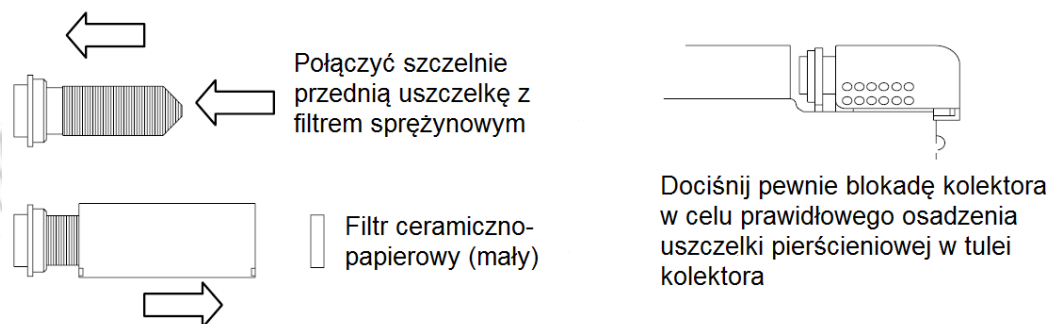 Połączyć szczelnie
przednią uszczelkę z
filtrem sprężynowym
Filtr ceramiczno-
papierowy (mały)
Dociśnij pewnie blokadę kolektora
w celu prawidłowego osadzenia
uszczelki pierścieniowej w tulei
kolektora